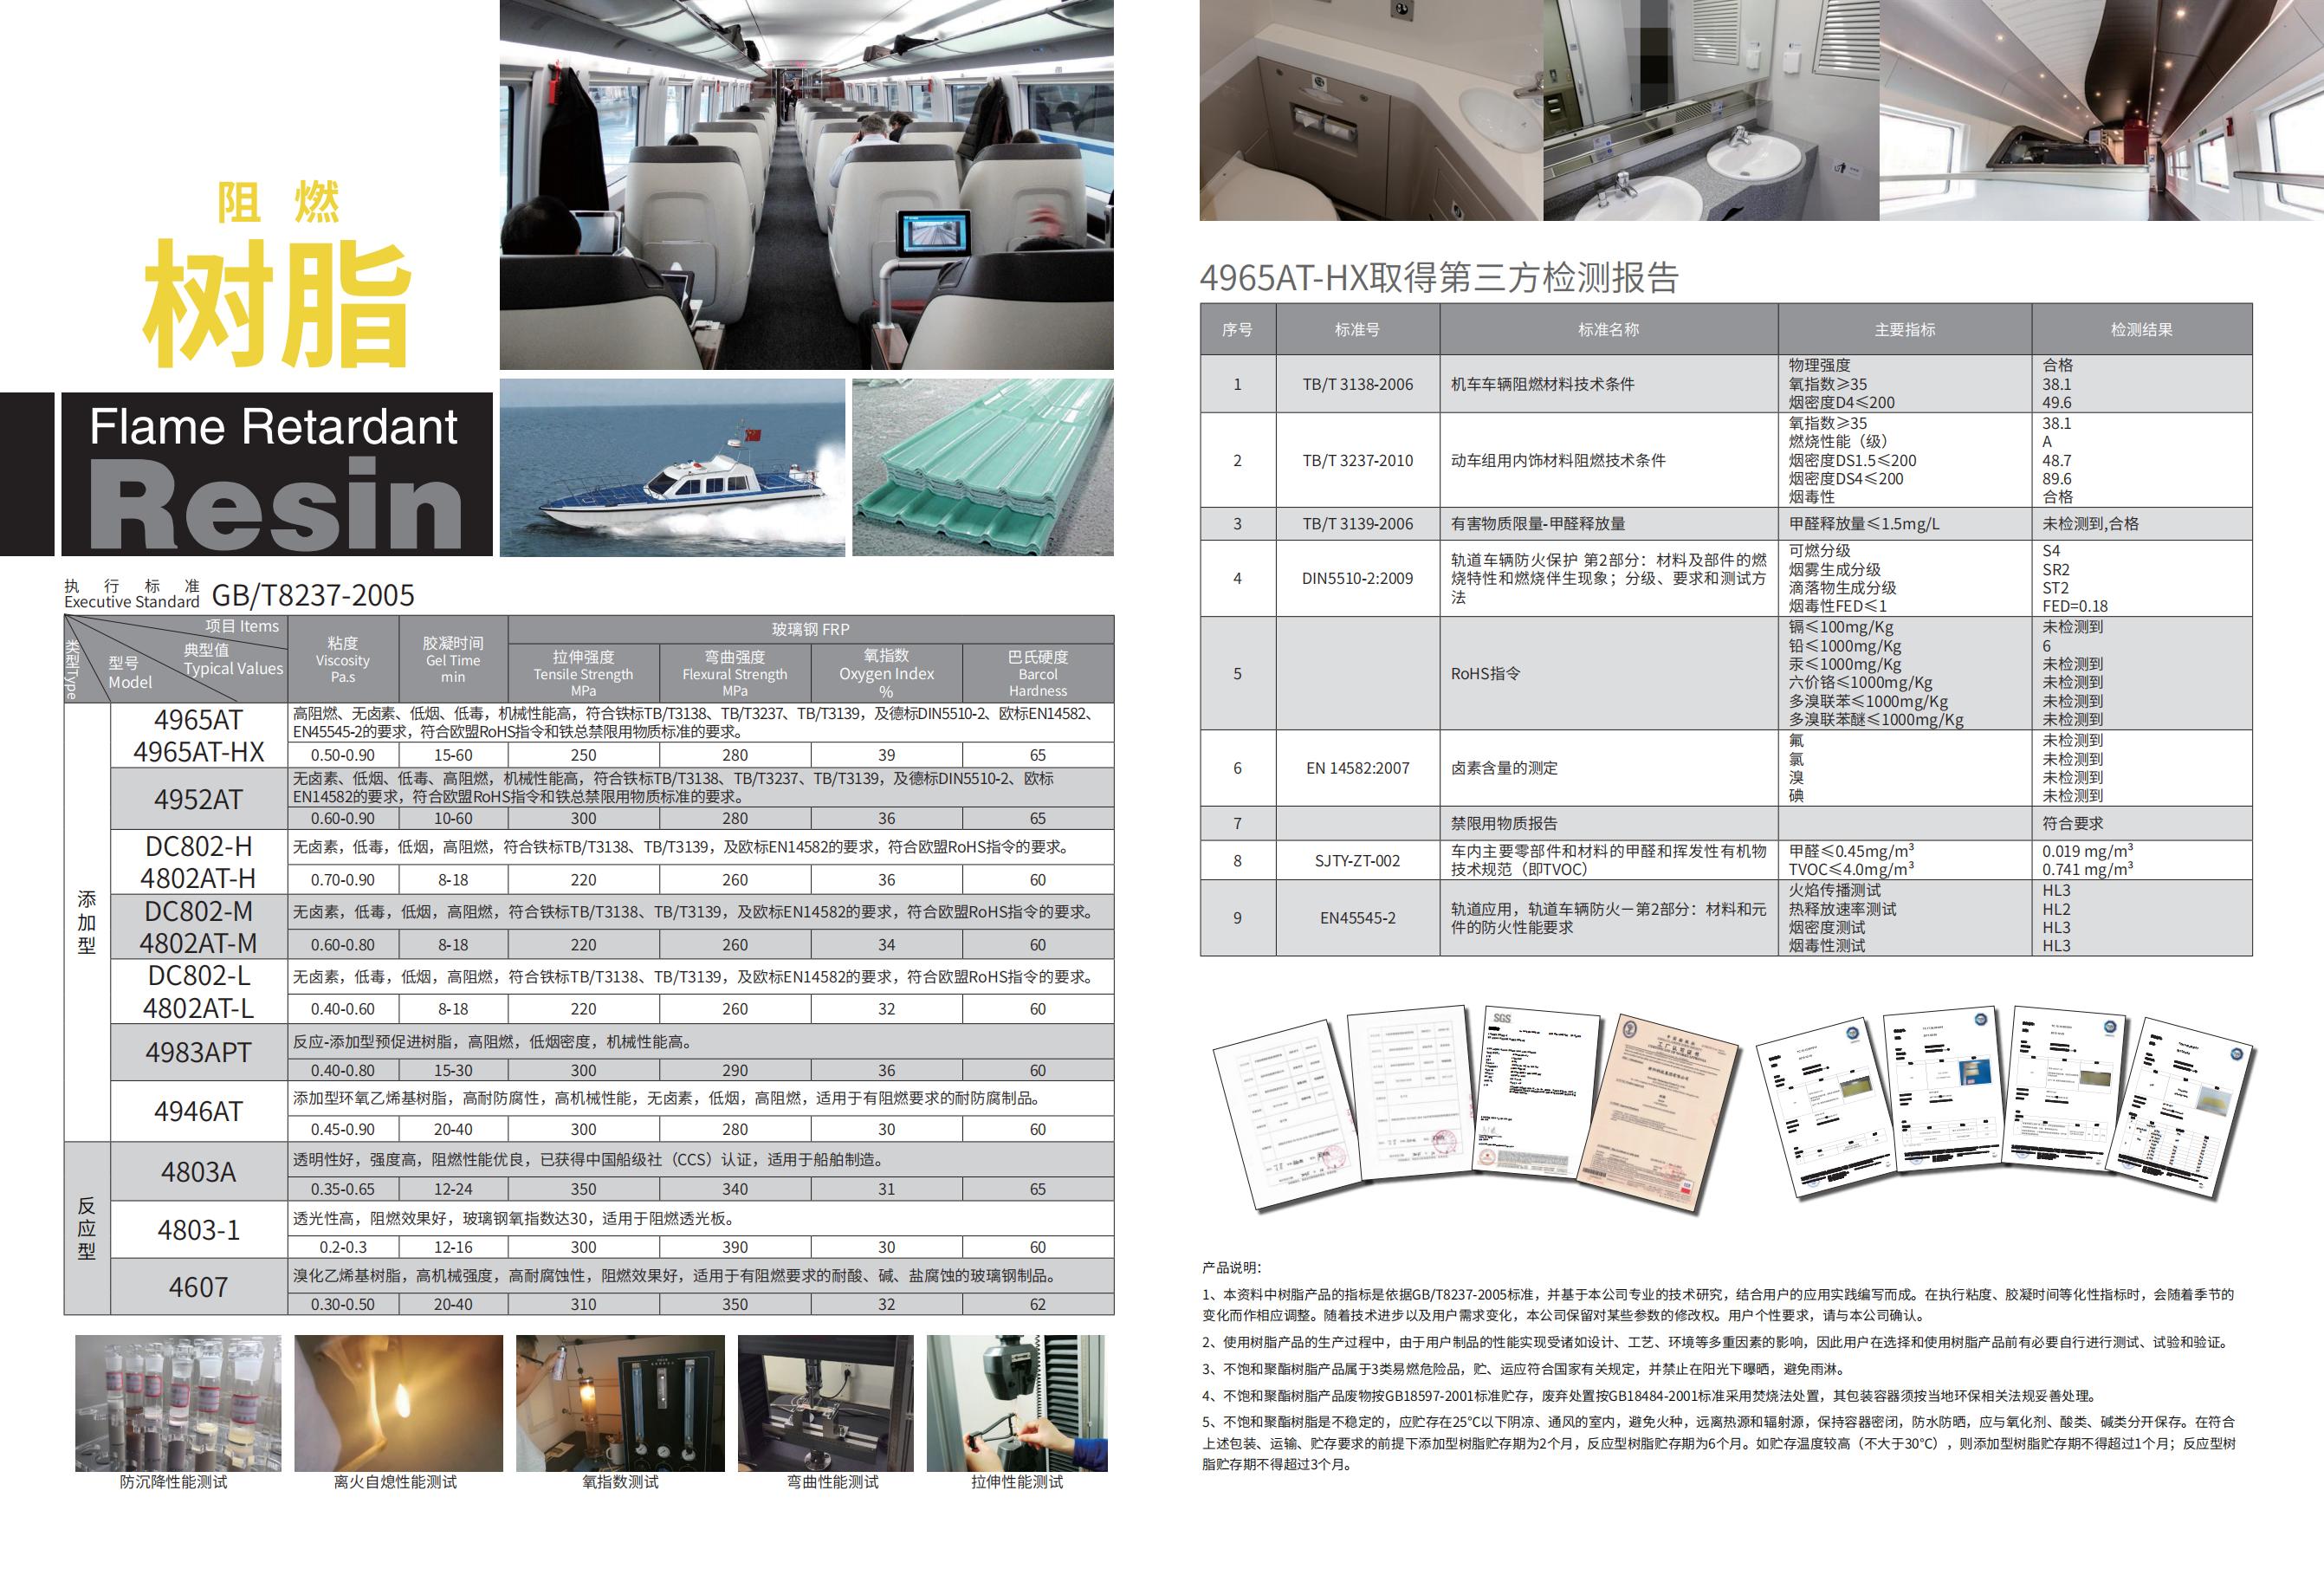 阻燃
树脂
Flame Retardant
Resin
执行标准
Executive Standard
GB/T8237-2005
项目 Items
典型值
Typical Values
型号
Model
类型Type
粘度
Viscosity
Pa.s
胶凝时间
Gel Time
min
玻璃钢 FRP
拉伸强度
Tensile Strength
MPa
弯曲强度
Flexural Strength
MPa
氧指数
Oxygen Index
%
巴氏硬度
Barcol
Hardness
添加型
4965AT
4965AT-HX
高阻燃、无卤素、低烟、低毒，机械性能高，符合铁标TB/T3138、TB/T3237、TB/T3139，及德标DIN5510-2、欧标EN14582、
EN45545-2的要求，符合欧盟RoHS指令和铁总禁限用物质标准的要求。
0.50-0.90 15-60 250 280 39 65
4952AT
无卤素、低烟、低毒、高阻燃，机械性能高，符合铁标TB/T3138、TB/T3237、TB/T3139，及德标DIN5510-2、欧标
EN14582的要求，符合欧盟RoHS指令和铁总禁限用物质标准的要求。
0.60-0.90 10-60 300 280 36 65
DC802-H
4802AT-H
无卤素，低毒，低烟，高阻燃，符合铁标TB/T3138、TB/T3139，及欧标EN14582的要求，符合欧盟RoHS指令的要求。
0.70-0.90 8-18 220 260 36 60
DC802-M
4802AT-M
无卤素，低毒，低烟，高阻燃，符合铁标TB/T3138、TB/T3139，及欧标EN14582的要求，符合欧盟RoHS指令的要求。
0.60-0.80 8-18 220 260 34 60
DC802-L
4802AT-L
无卤素，低毒，低烟，高阻燃，符合铁标TB/T3138、TB/T3139，及欧标EN14582的要求，符合欧盟RoHS指令的要求。
0.40-0.60 8-18 220 260 32 60
4983APT
反应-添加型预促进树脂，高阻燃，低烟密度，机械性能高。
0.40-0.80 15-30 300 290 36 60
4946AT
添加型环氧乙烯基树脂，高耐防腐性，高机械性能，无卤素，低烟，高阻燃，适用于有阻燃要求的耐防腐制品。
0.45-0.90 20-40 300 280 30 60
反应型
4803A
透明性好，强度高，阻燃性能优良，已获得中国船级社（CCS）认证，适用于船舶制造。
0.35-0.65 12-24 350 340 31 65
4803-1
透光性高，阻燃效果好，玻璃钢氧指数达30，适用于阻燃透光板。
0.2-0.3 12-16 300 390 30 60
4607
溴化乙烯基树脂，高机械强度，高耐腐蚀性，阻燃效果好，适用于有阻燃要求的耐酸、碱、盐腐蚀的玻璃钢制品。
0.30-0.50 20-40 310 350 32 62
防沉降性能测试
离火自熄性能测试
氧指数测试
弯曲性能测试
拉伸性能测试
4965AT-HX取得第三方检测报告
序号 标准号 标准名称 主要指标 检测结果
1 TB/T 3138-2006 机车车辆阻燃材料技术条件
物理强度 合格
氧指数≥35 38.1
烟密度D4≤200 49.6
2 TB/T 3237-2010 动车组用内饰材料阻燃技术条件
氧指数≥35 38.1
燃烧性能（级） A
烟密度DS1.5≤200 48.7
烟密度DS4≤200 89.6
烟毒性 合格
3 TB/T 3139-2006 有害物质限量-甲醛释放量 甲醛释放量≤1.5mg/L 未检测到,合格
4 DIN5510-2:2009
轨道车辆防火保护 第2部分：材料及部件的燃
烧特性和燃烧伴生现象；分级、要求和测试方
法
可燃分级 S4
烟雾生成分级 SR2
滴落物生成分级 ST2
烟毒性FED≤1 FED=0.18
5 RoHS指令
镉≤100mg/Kg 未检测到
铅≤1000mg/Kg 6
汞≤1000mg/Kg 未检测到
六价铬≤1000mg/Kg 未检测到
多溴联苯≤1000mg/Kg 未检测到
多溴联苯醚≤1000mg/Kg 未检测到
6 EN 14582:2007 卤素含量的测定
氟 未检测到
氯 未检测到
溴 未检测到
碘 未检测到
7 禁限用物质报告 符合要求
8 SJTY-ZT-002
车内主要零部件和材料的甲醛和挥发性有机物
技术规范（即TVOC）
甲醛≤0.45mg/m³ 0.019 mg/m³
TVOC≤4.0mg/m³ 0.741 mg/m³
9 EN45545-2
轨道应用，轨道车辆防火－第2部分：材料和元
件的防火性能要求
火焰传播测试 HL3
热释放速率测试 HL2
烟密度测试 HL3
烟毒性测试 HL3
SGS
产品说明：
1、本资料中树脂产品的指标是依据GB/T8237-2005标准，并基于本公司专业的技术研究，结合用户的应用实践编写而成。在执行粘度、胶凝时间等化性指标时，会随着季节的
变化而作相应调整。随着技术进步以及用户需求变化，本公司保留对某些参数的修改权。用户个性要求，请与本公司确认。
2、使用树脂产品的生产过程中，由于用户制品的性能实现受诸如设计、工艺、环境等多重因素的影响，因此用户在选择和使用树脂产品前有必要自行进行测试、试验和验证。
3、不饱和聚酯树脂产品属于3类易燃危险品，贮、运应符合国家有关规定，并禁止在阳光下曝晒，避免雨淋。
4、不饱和聚酯树脂产品废物按GB18597-2001标准贮存，废弃处置按GB18484-2001标准采用焚烧法处置，其包装容器须按当地环保相关法规妥善处理。
5、不饱和聚酯树脂是不稳定的，应贮存在25℃以下阴凉、通风的室内，避免火种，远离热源和辐射源，保持容器密闭，防水防晒，应与氧化剂、酸类、碱类分开保存。在符合
上述包装、运输、贮存要求的前提下添加型树脂贮存期为2个月，反应型树脂贮存期为6个月。如贮存温度较高（不大于30℃），则添加型树脂贮存期不得超过1个月；反应型树
脂贮存期不得超过3个月。